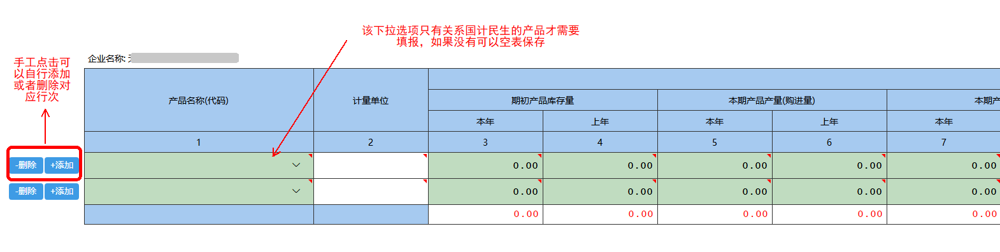 该下拉选项只有关系国计民生的产品才需要
填报，如果没有可以空表保存
手工点击可
以自行添加
或者删除对
应行次
企业名称:
产品名称(代码) 计量单位 期初产品库存量 本期产品产量(购进量) 本期产
本年 上年 本年 上年 本年
1 2 3 4 5 6 7
-删除 +添加 0.00 0.00 0.00 0.00 0.00
-删除 +添加 0.00 0.00 0.00 0.00 0.00
0.00 0.00 0.00 0.00 0.00